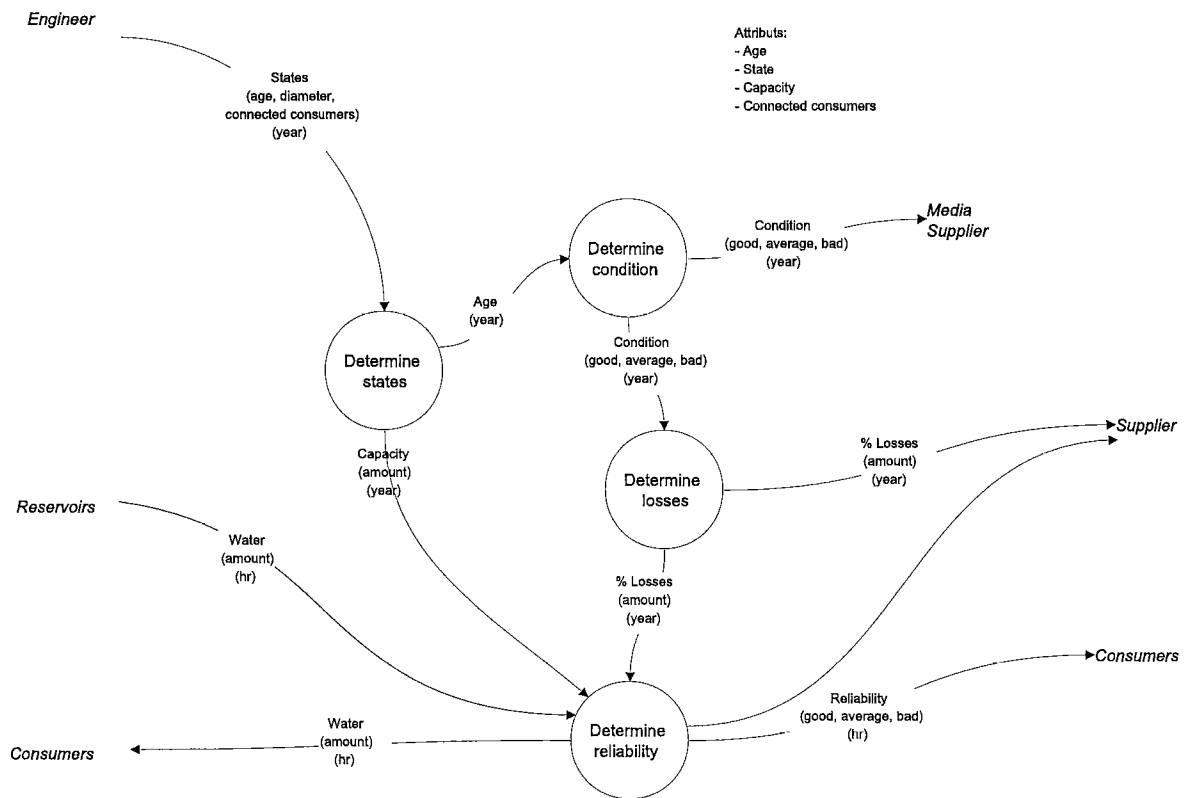 Engineer
Attributs:
- Age
- State
- Capacity
- Connected consumers
States
(age, diameter,
connected consumers)
(year)
Media
Supplier
Condition
(good, average, bad)
(year)
Determine
condition
Age
(year)
Determine
states
Condition
(good, average, bad)
(year)
Supplier
% Losses
(amount)
(year)
Capacity
(amount)
(year)
Determine
losses
Reservoirs
Water
(amount)
(hr)
% Losses
(amount)
(year)
Consumers
Reliability
(good, average, bad)
(hr)
Determine
reliability
Water
(amount)
(hr)
Consumers